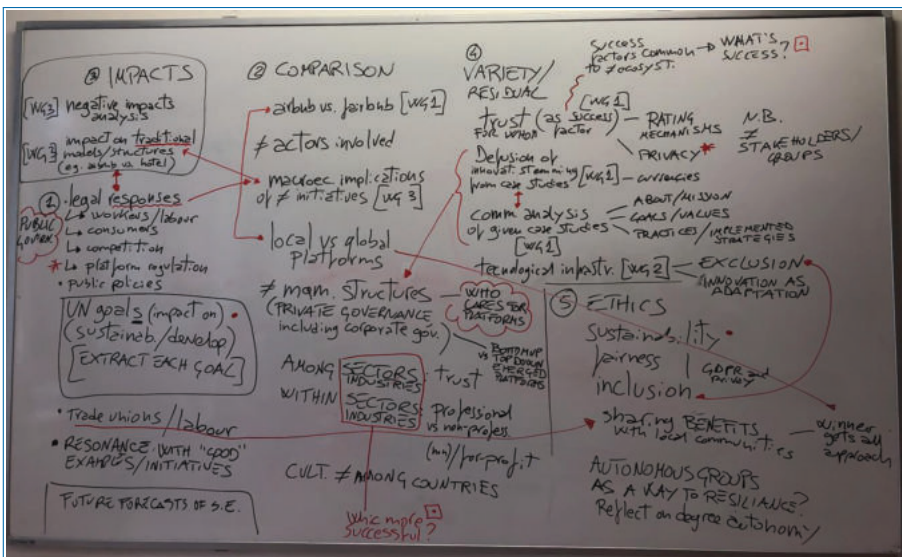 ③ IMPACTS
[WG3] negative impacts
analysis
[WG3] impact on traditional
models/structures
(e.g. airbnb vs. hotel)
① legal responses
PUBLIC
GOVERN.
↳ workers/labour
↳ consumers
↳ competition
* ↳ platform regulation
• public policies
UN goals (impact on)
(sustainab./develop)
[EXTRACT EACH GOAL]
• Trade unions/labour
• RESONANCE WITH "GOOD"
EXAMPLES/INITIATIVES
FUTURE FORECASTS OF S.E.
② COMPARISON
airbnb vs. fairbnb [WG1]
≠ actors involved
macroec implications
of ≠ initiatives [WG3]
local vs global
platforms
≠ mgm. structures
(PRIVATE GOVERNANCE
including corporate gov.)
WHO
CARES FOR
PLATFORMS
BOTTOM UP
vs TOP DOWN
EMERGED
PLATFORMS
AMONG SECTORS
INDUSTRIES
WITHIN SECTORS
INDUSTRIES
trust
professional
vs non-profess.
/for-profit
CULT. ≠ AMONG COUNTRIES
Whic more
successful?
④
VARIETY/
RESIDUAL
success
factors common
to ≠ ecosyst.
→ WHAT'S
SUCCESS?
trust (as success factor) [WG1]
FOR WHOM
RATING
MECHANISMS
PRIVACY *
N.B.
≠
STAKEHOLDERS/
GROUPS
Defusion of
innovat. stemming
from case studies [WG1] — currencies
comm analysis
of given case studies
[WG1]
ABOUT/MISSION
GOALS/VALUES
PRACTICES/IMPLEMENTED
STRATEGIES
tecnological infrastr. [WG2]
EXCLUSION
INNOVATION AS
ADAPTATION
⑤ ETHICS
sustainability
fairness
inclusion
GDPR and
privacy
sharing BENEFITS
with local communities
winner
gets all
approach
AUTONOMOUS GROUPS
AS A WAY TO RESILIANCE?
Reflect on degree autonomy